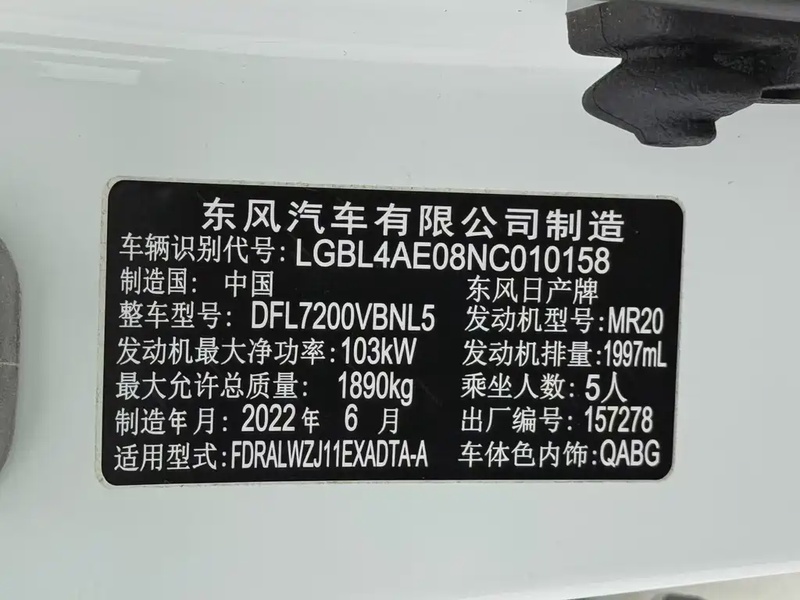 东风汽车有限公司制造
车辆识别代号: LGBL4AE08NC010158
制造国: 中国 东风日产牌
整车型号: DFL7200VBNL5 发动机型号: MR20
发动机最大净功率: 103kW 发动机排量: 1997mL
最大允许总质量: 1890kg 乘坐人数: 5人
制造年月: 2022年 6 月 出厂编号: 157278
适用型式: FDRALWZJ11EXADTA-A 车体色内饰: QABG